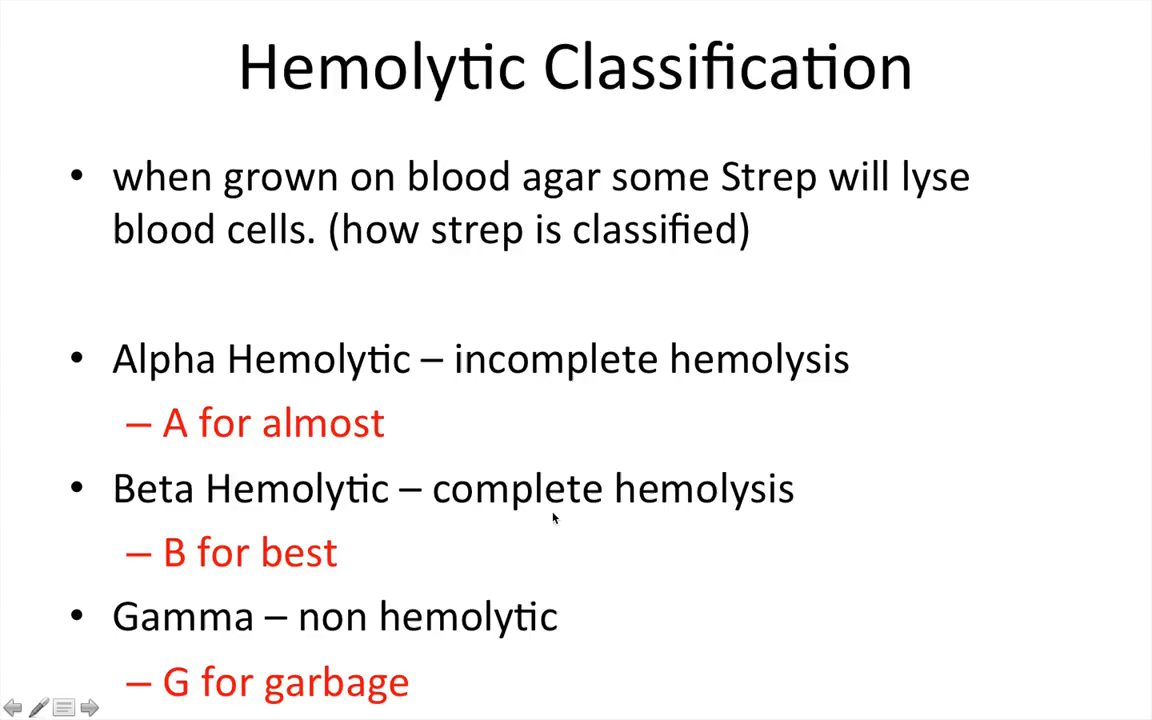 Hemolytic Classification
• when grown on blood agar some Strep will lyse
blood cells. (how strep is classified)
• Alpha Hemolytic – incomplete hemolysis
– A for almost
• Beta Hemolytic – complete hemolysis
– B for best
• Gamma – non hemolytic
– G for garbage